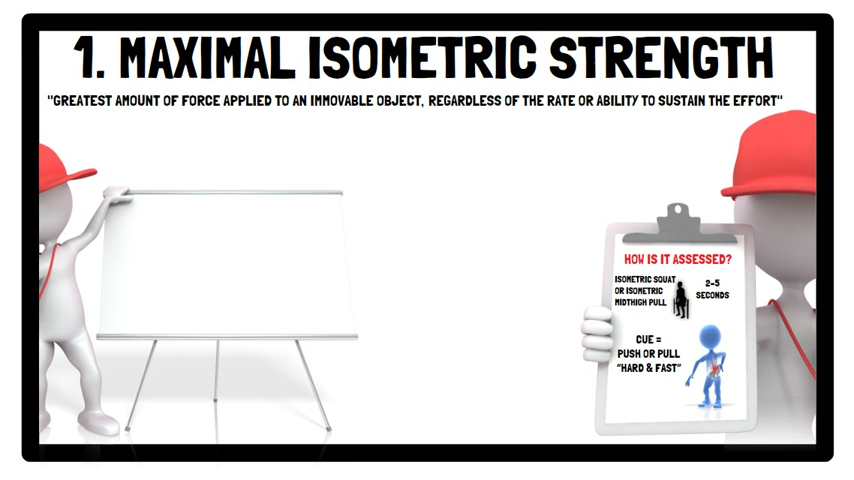 1. MAXIMAL ISOMETRIC STRENGTH
"GREATEST AMOUNT OF FORCE APPLIED TO AN IMMOVABLE OBJECT, REGARDLESS OF THE RATE OR ABILITY TO SUSTAIN THE EFFORT"
HOW IS IT ASSESSED?
ISOMETRIC SQUAT
OR ISOMETRIC
MIDTHIGH PULL
2-5
SECONDS
CUE =
PUSH OR PULL
"HARD & FAST"